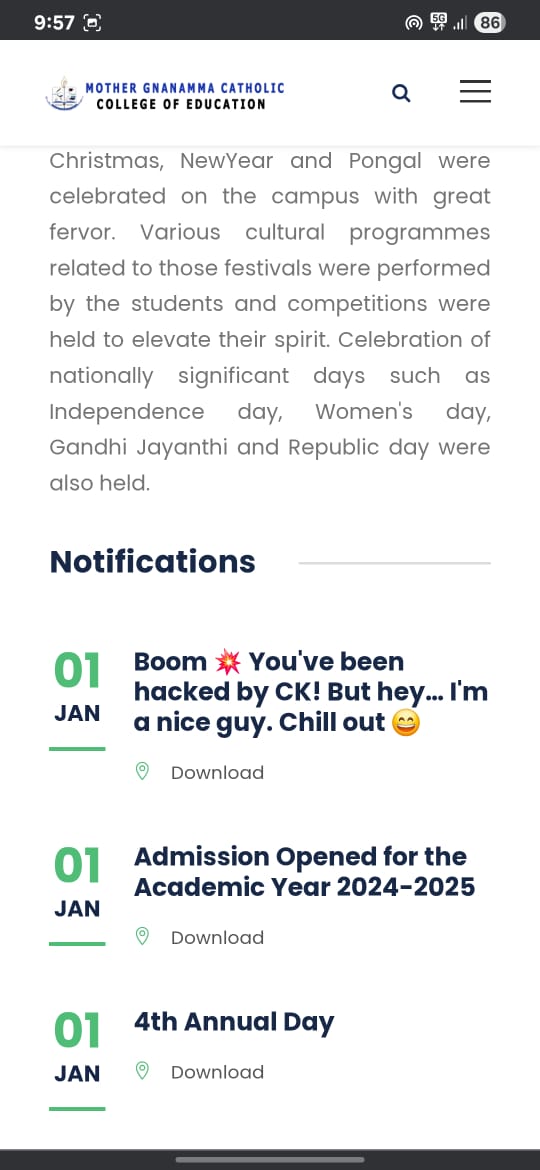 9:57
5G
86
MOTHER GNANAMMA CATHOLIC
COLLEGE OF EDUCATION
Christmas, NewYear and Pongal were
celebrated on the campus with great
fervor. Various cultural programmes
related to those festivals were performed
by the students and competitions were
held to elevate their spirit. Celebration of
nationally significant days such as
Independence day, Women's day,
Gandhi Jayanthi and Republic day were
also held.
Notifications
01
JAN
Boom 💥 You've been
hacked by CK! But hey... I'm
a nice guy. Chill out 😄
Download
01
JAN
Admission Opened for the
Academic Year 2024-2025
Download
01
JAN
4th Annual Day
Download